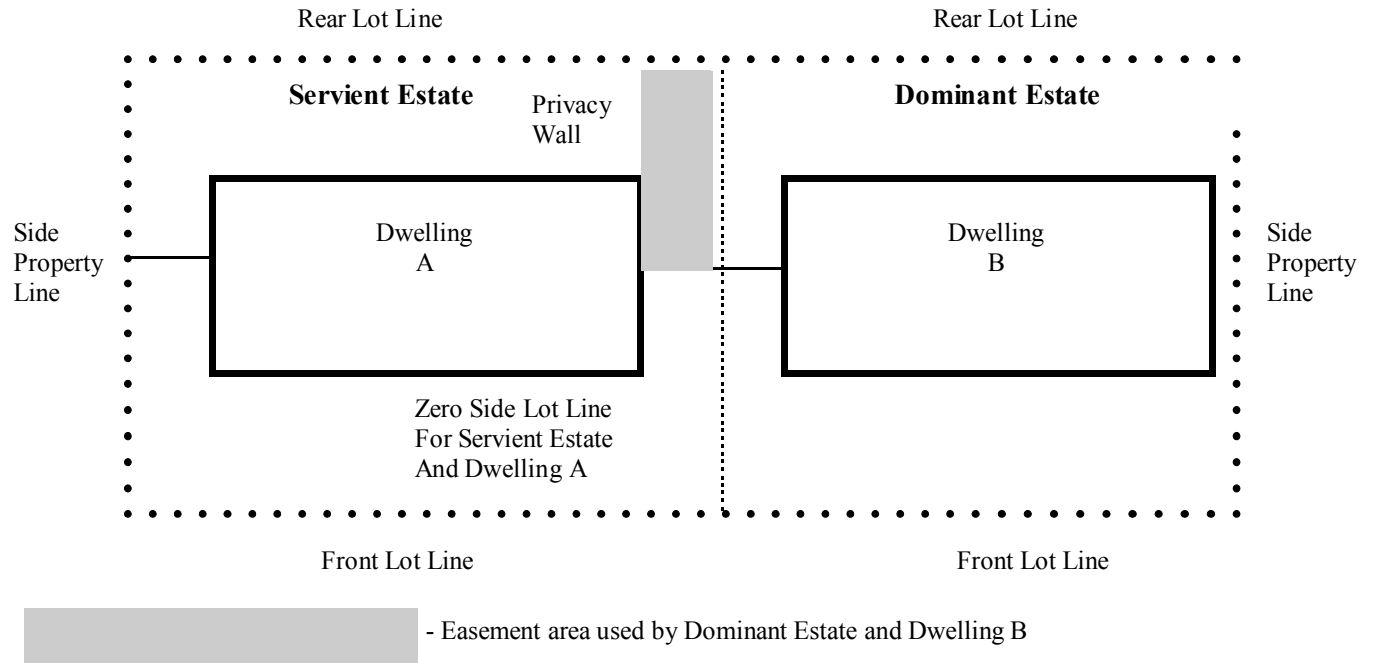 Rear Lot Line
Rear Lot Line
Servient Estate
Privacy
Wall
Dominant Estate
Side
Property
Line
Dwelling
A
Dwelling
B
Side
Property
Line
Zero Side Lot Line
For Servient Estate
And Dwelling A
Front Lot Line
Front Lot Line
- Easement area used by Dominant Estate and Dwelling B